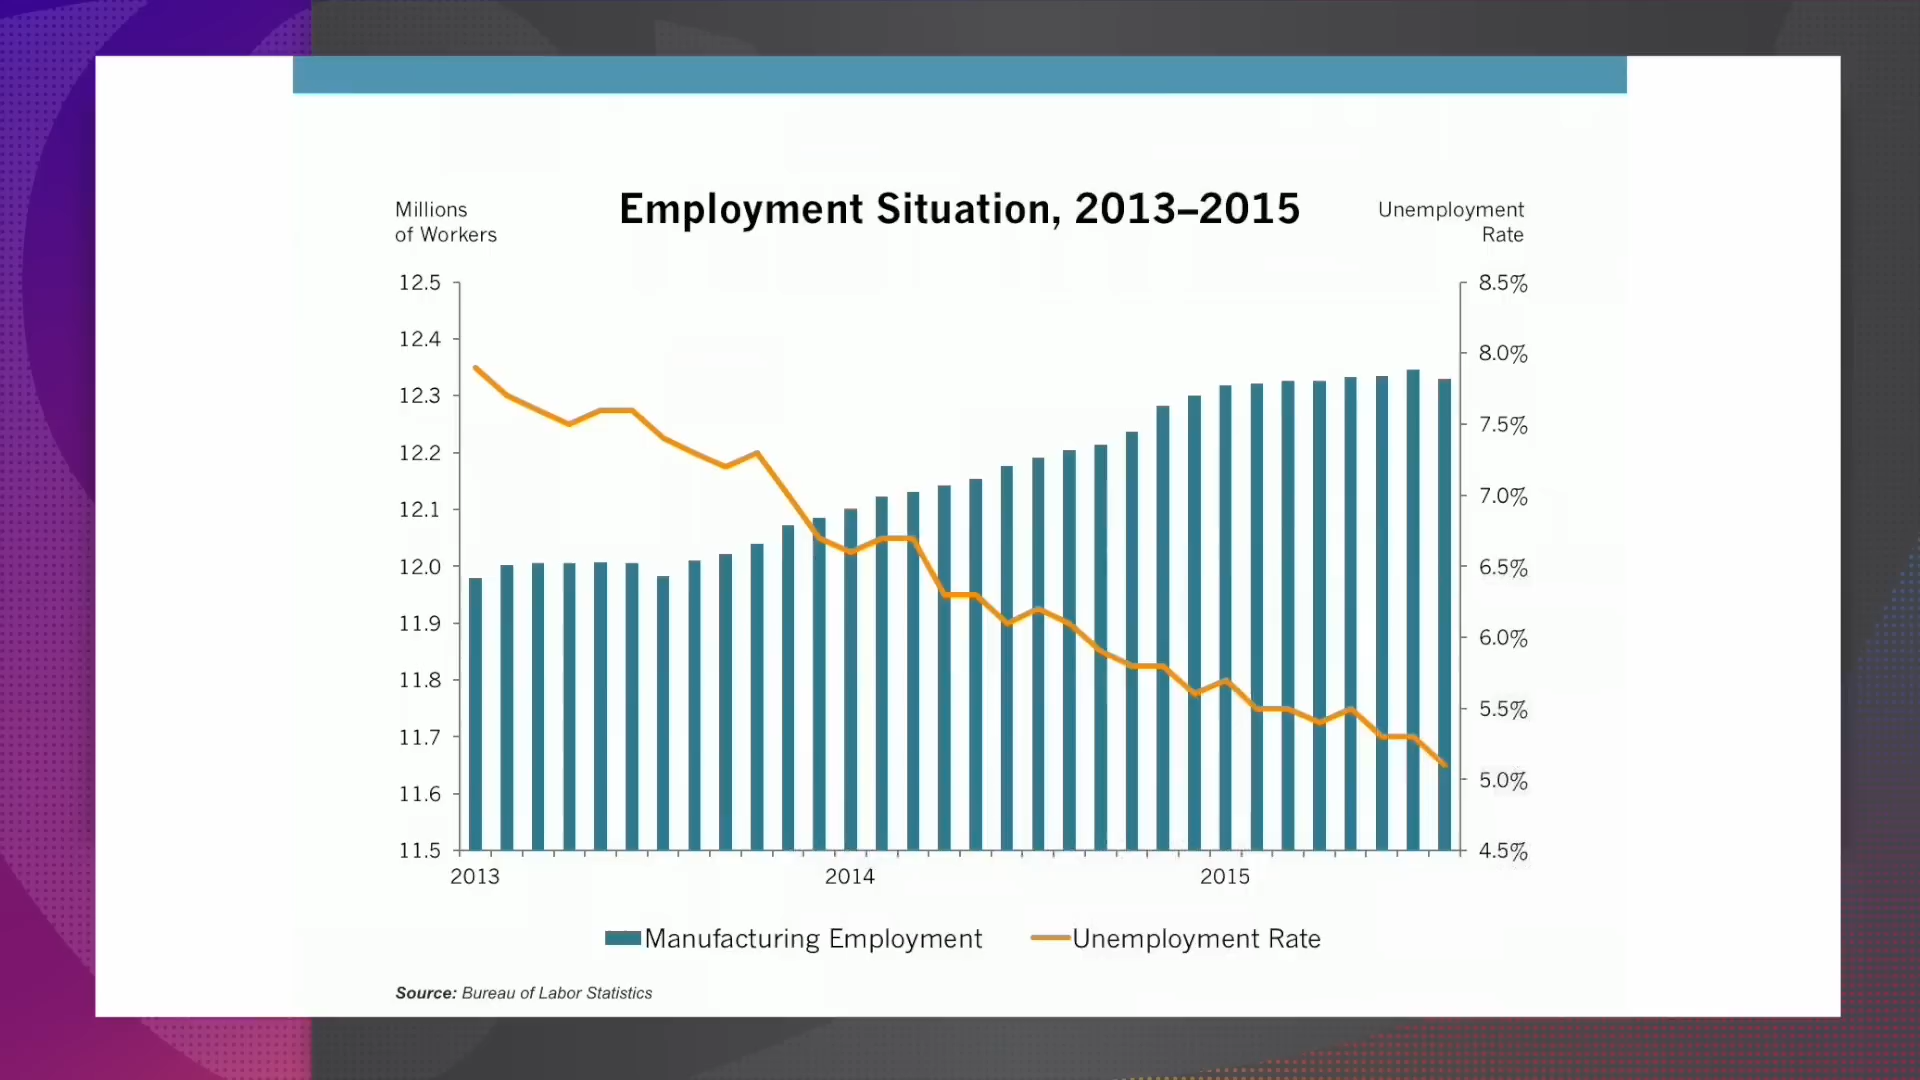 Employment Situation, 2013–2015
Millions
of Workers
Unemployment
Rate
12.5
12.4
12.3
12.2
12.1
12.0
11.9
11.8
11.7
11.6
11.5
8.5%
8.0%
7.5%
7.0%
6.5%
6.0%
5.5%
5.0%
4.5%
2013 2014 2015
Manufacturing Employment Unemployment Rate
Source: Bureau of Labor Statistics